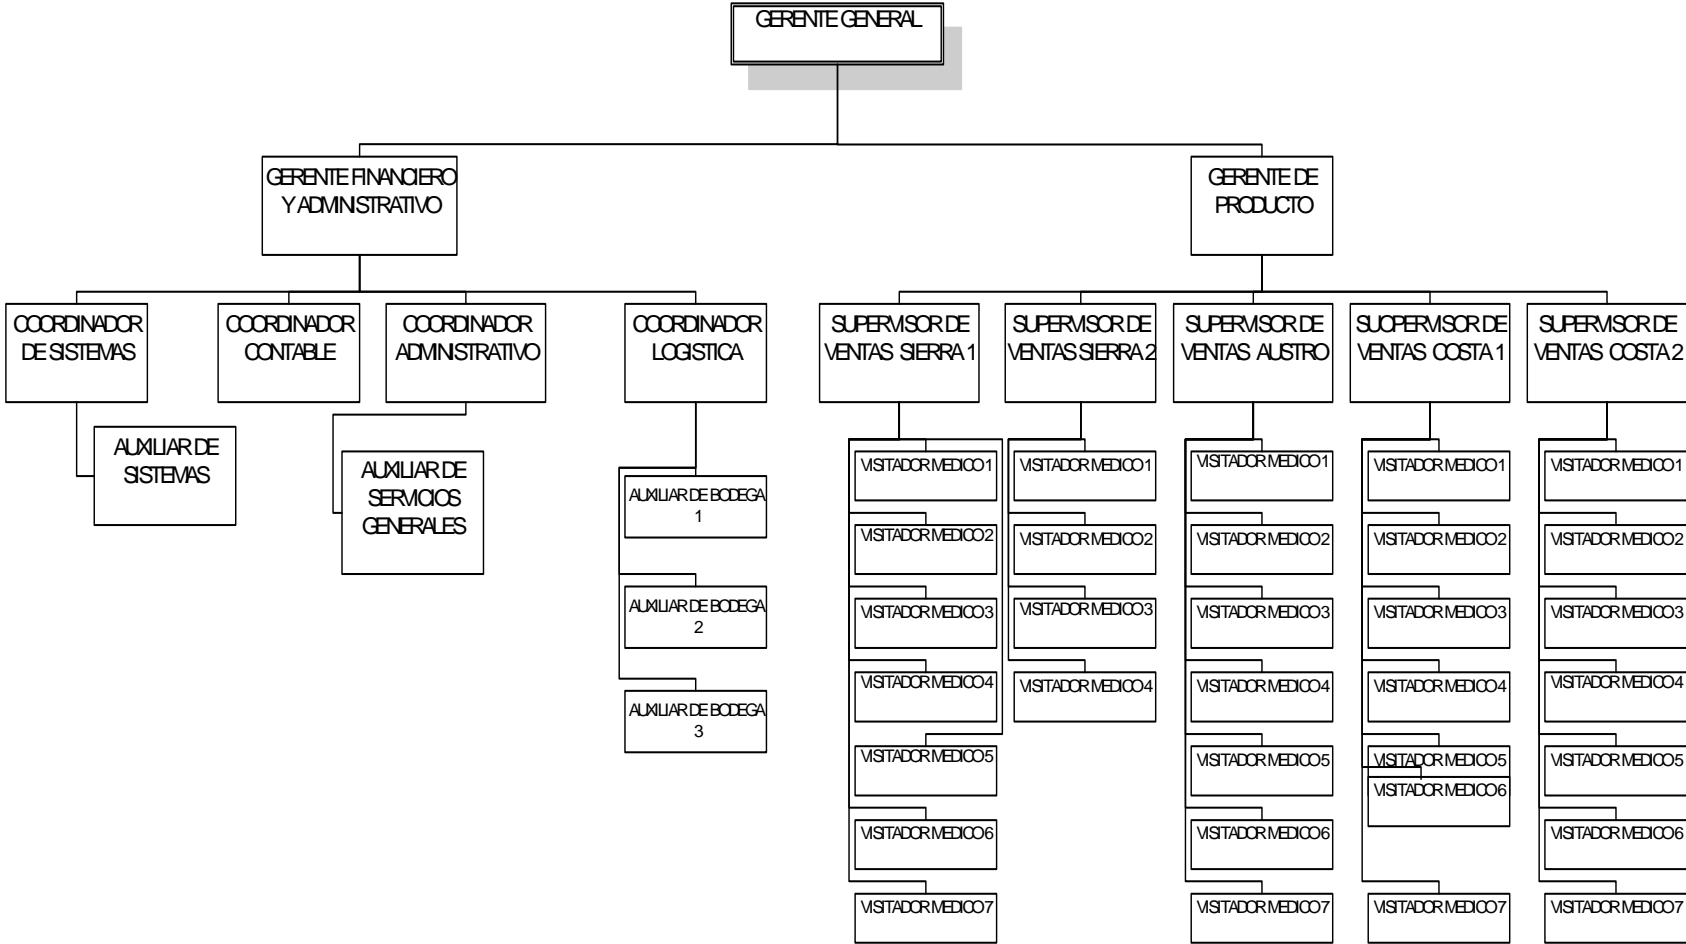 GERENTE GENERAL
GERENTE FINANCIERO
Y ADMINISTRATIVO
GERENTE DE
PRODUCTO
COORDINADOR
DE SISTEMAS
COORDINADOR
CONTABLE
COORDINADOR
ADMINISTRATIVO
COORDINADOR
LOGISTICA
SUPERVISOR DE
VENTAS SIERRA 1
SUPERVISOR DE
VENTAS SIERRA 2
SUPERVISOR DE
VENTAS AUSTRO
SUOPERVISOR DE
VENTAS COSTA 1
SUPERVISOR DE
VENTAS COSTA 2
AUXILIAR DE
SISTEMAS
AUXILIAR DE
SERVICIOS
GENERALES
AUXILIAR DE BODEGA
1
AUXILIAR DE BODEGA
2
AUXILIAR DE BODEGA
3
VISITADOR MEDICO 1
VISITADOR MEDICO 2
VISITADOR MEDICO 3
VISITADOR MEDICO 4
VISITADOR MEDICO 5
VISITADOR MEDICO 6
VISITADOR MEDICO 7
VISITADOR MEDICO 1
VISITADOR MEDICO 2
VISITADOR MEDICO 3
VISITADOR MEDICO 4
VISITADOR MEDICO 1
VISITADOR MEDICO 2
VISITADOR MEDICO 3
VISITADOR MEDICO 4
VISITADOR MEDICO 5
VISITADOR MEDICO 6
VISITADOR MEDICO 7
VISITADOR MEDICO 1
VISITADOR MEDICO 2
VISITADOR MEDICO 3
VISITADOR MEDICO 4
VISITADOR MEDICO 5
VISITADOR MEDICO 6
VISITADOR MEDICO 7
VISITADOR MEDICO 1
VISITADOR MEDICO 2
VISITADOR MEDICO 3
VISITADOR MEDICO 4
VISITADOR MEDICO 5
VISITADOR MEDICO 6
VISITADOR MEDICO 7